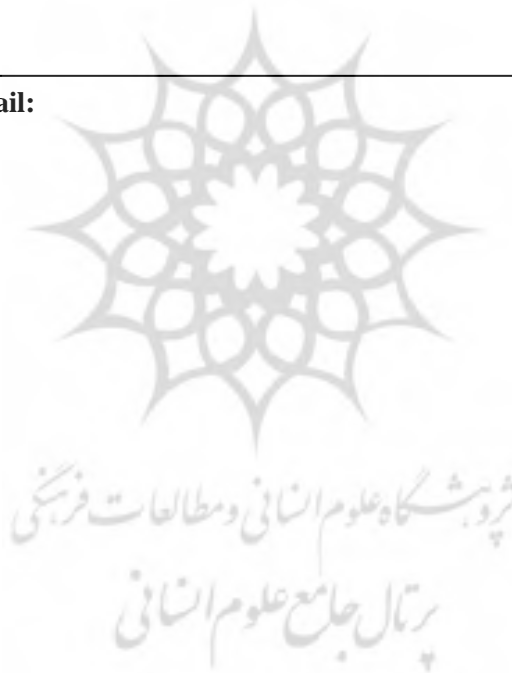 ail:
پژوهشگاه علوم انسانی و مطالعات فرهنگی
پرتال جامع علوم انسانی